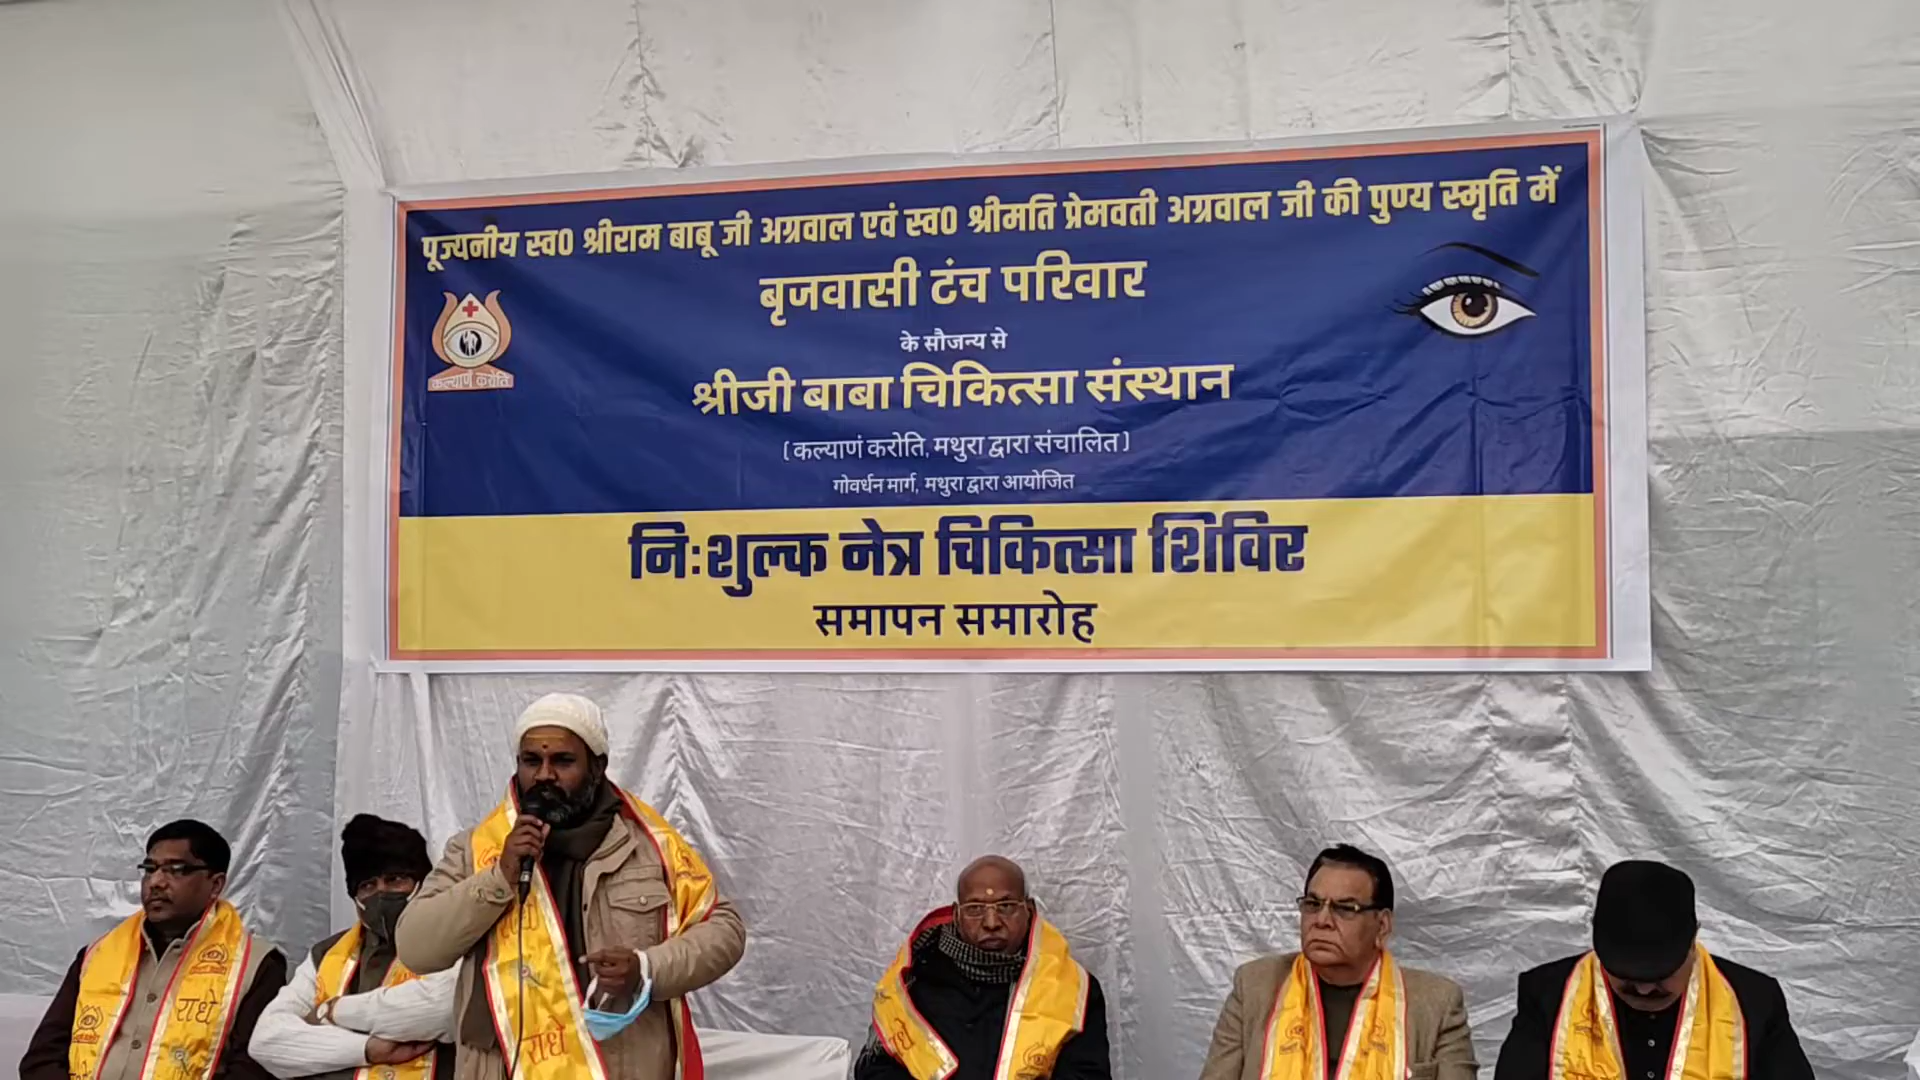 पूज्यनीय स्व0 श्रीराम बाबू जी अग्रवाल एवं स्व0 श्रीमति प्रेमवती अग्रवाल जी की पुण्य स्मृति में
बृजवासी टंच परिवार
के सौजन्य से
श्रीजी बाबा चिकित्सा संस्थान
(कल्याणं करोति, मथुरा द्वारा संचालित)
गोवर्धन मार्ग, मथुरा द्वारा आयोजित
निःशुल्क नेत्र चिकित्सा शिविर
समापन समारोह
कल्याणं करोति
राधे
राधे